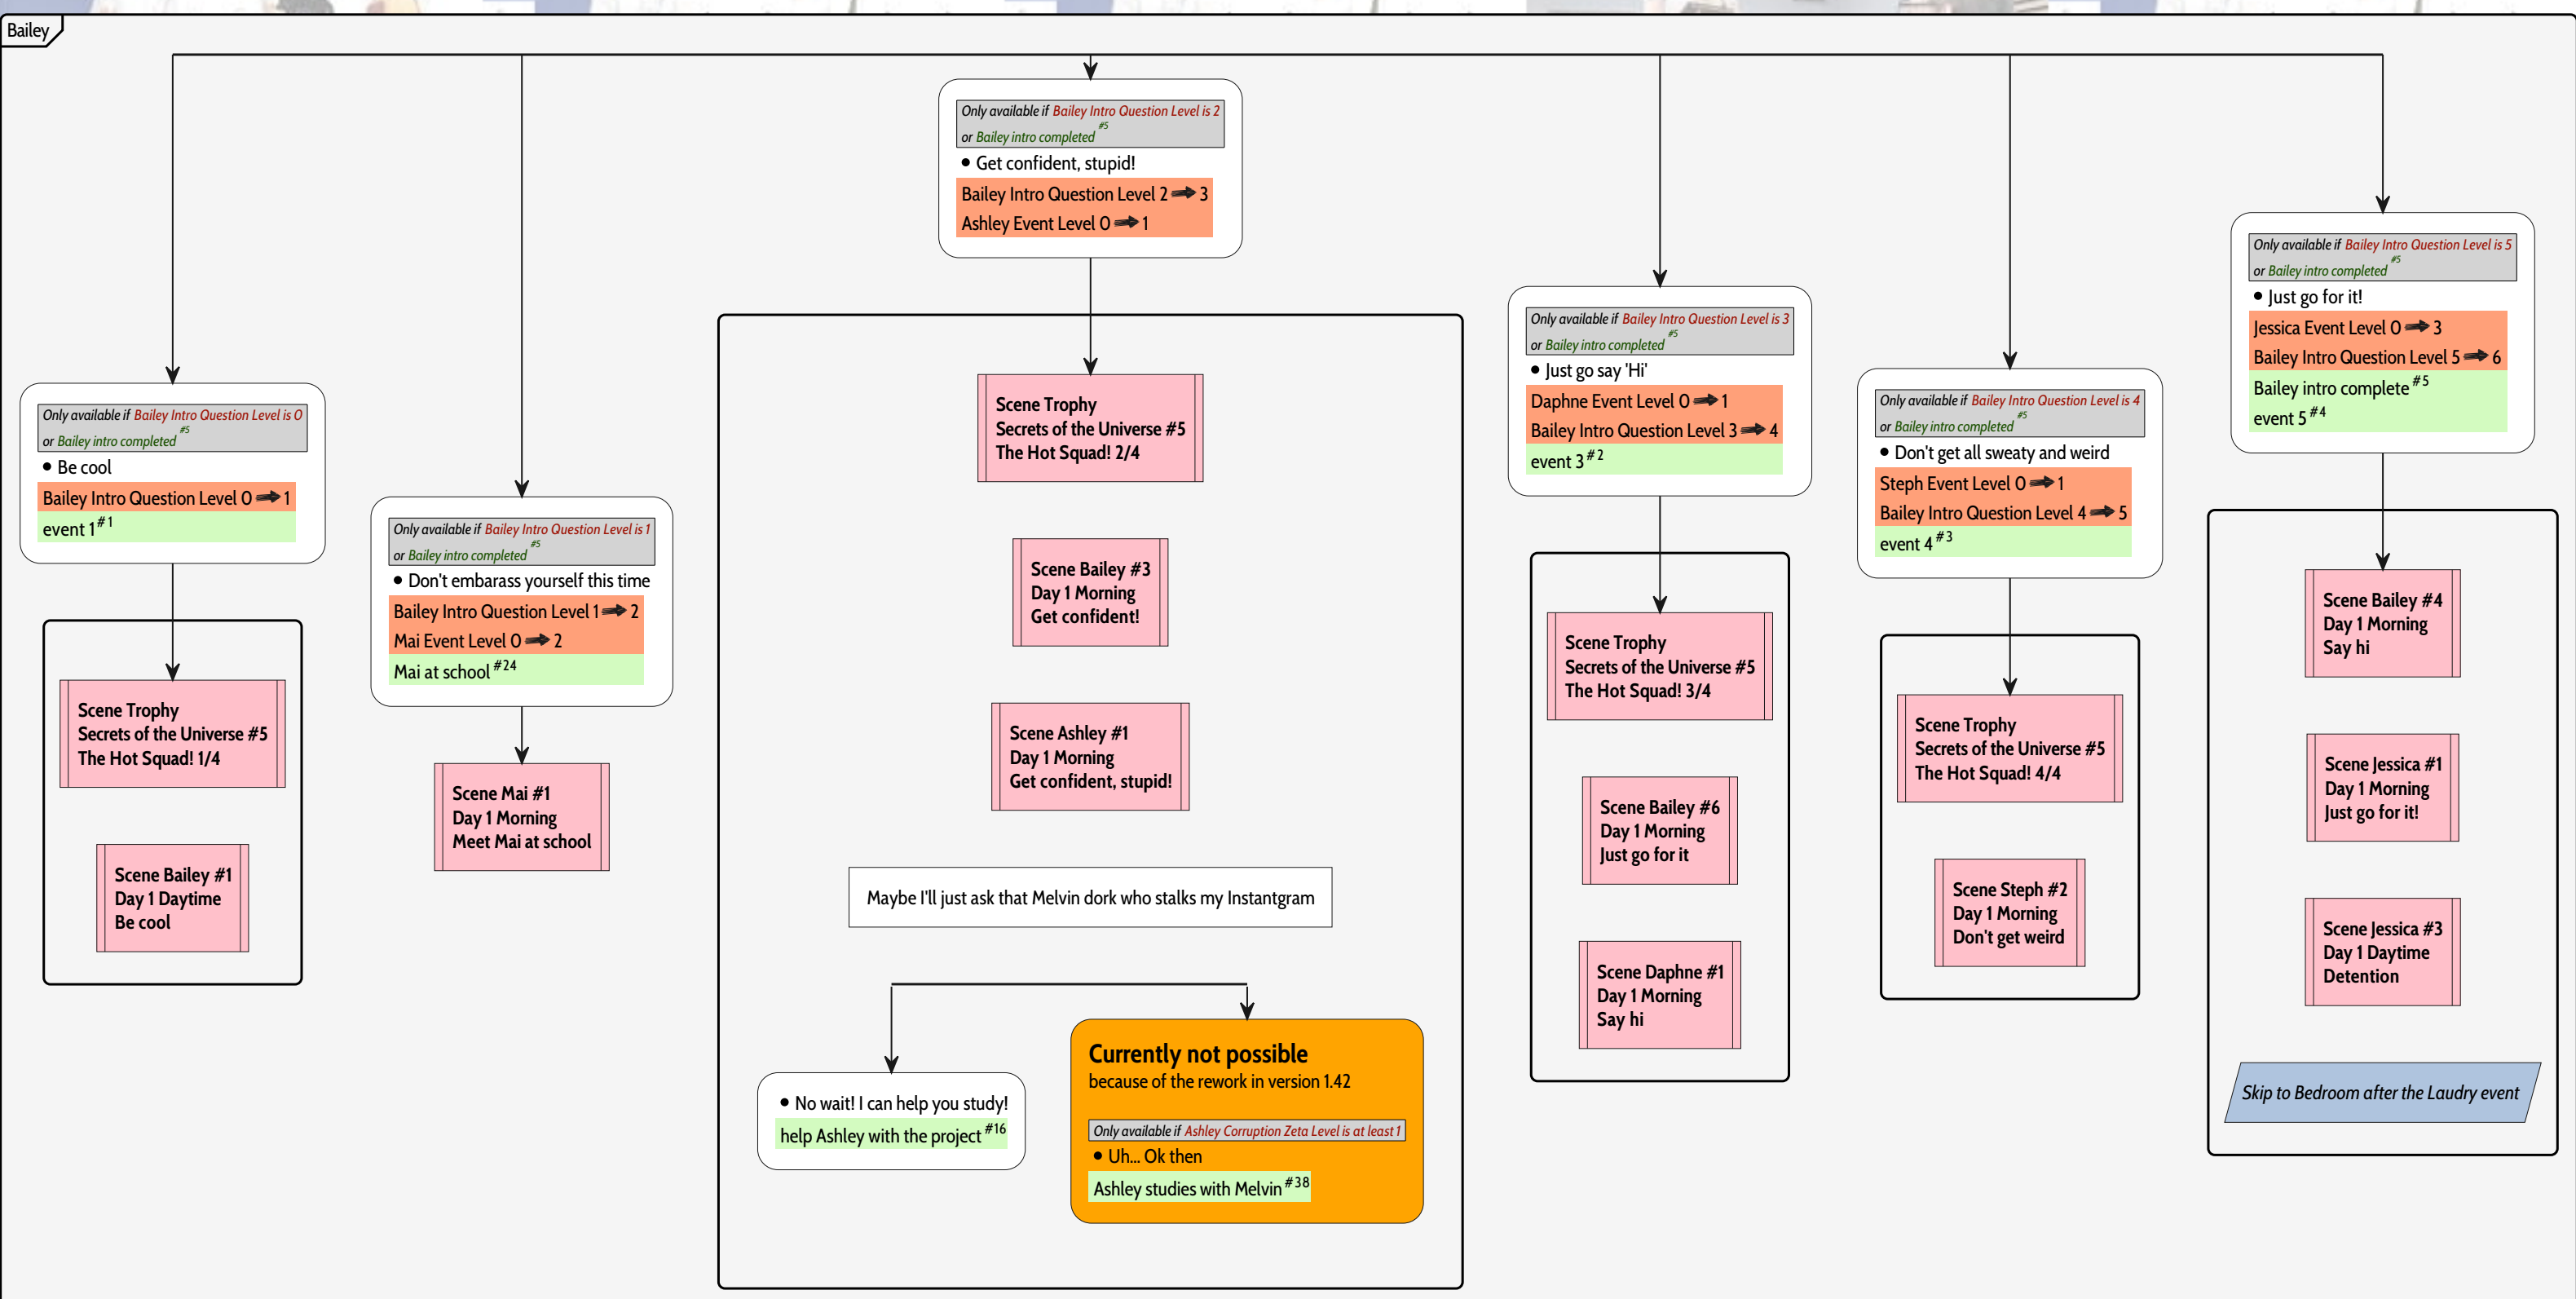 Bailey
Only available if Bailey Intro Question Level is 0
or Bailey intro completed #5
• Be cool
Bailey Intro Question Level 0 ➡ 1
event 1 #1
Scene Trophy
Secrets of the Universe #5
The Hot Squad! 1/4
Scene Bailey #1
Day 1 Daytime
Be cool
Only available if Bailey Intro Question Level is 1
or Bailey intro completed #5
• Don't embarass yourself this time
Bailey Intro Question Level 1 ➡ 2
Mai Event Level 0 ➡ 2
Mai at school #24
Scene Mai #1
Day 1 Morning
Meet Mai at school
Only available if Bailey Intro Question Level is 2
or Bailey intro completed #5
• Get confident, stupid!
Bailey Intro Question Level 2 ➡ 3
Ashley Event Level 0 ➡ 1
Scene Trophy
Secrets of the Universe #5
The Hot Squad! 2/4
Scene Bailey #3
Day 1 Morning
Get confident!
Scene Ashley #1
Day 1 Morning
Get confident, stupid!
Maybe I'll just ask that Melvin dork who stalks my Instantgram
• No wait! I can help you study!
help Ashley with the project #16
Currently not possible
because of the rework in version 1.42
Only available if Ashley Corruption Zeta Level is at least 1
• Uh... Ok then
Ashley studies with Melvin #38
Only available if Bailey Intro Question Level is 3
or Bailey intro completed #5
• Just go say 'Hi'
Daphne Event Level 0 ➡ 1
Bailey Intro Question Level 3 ➡ 4
event 3 #2
Scene Trophy
Secrets of the Universe #5
The Hot Squad! 3/4
Scene Bailey #6
Day 1 Morning
Just go for it
Scene Daphne #1
Day 1 Morning
Say hi
Only available if Bailey Intro Question Level is 4
or Bailey intro completed #5
• Don't get all sweaty and weird
Steph Event Level 0 ➡ 1
Bailey Intro Question Level 4 ➡ 5
event 4 #3
Scene Trophy
Secrets of the Universe #5
The Hot Squad! 4/4
Scene Steph #2
Day 1 Morning
Don't get weird
Only available if Bailey Intro Question Level is 5
or Bailey intro completed #5
• Just go for it!
Jessica Event Level 0 ➡ 3
Bailey Intro Question Level 5 ➡ 6
Bailey intro complete #5
event 5 #4
Scene Bailey #4
Day 1 Morning
Say hi
Scene Jessica #1
Day 1 Morning
Just go for it!
Scene Jessica #3
Day 1 Daytime
Detention
Skip to Bedroom after the Laudry event